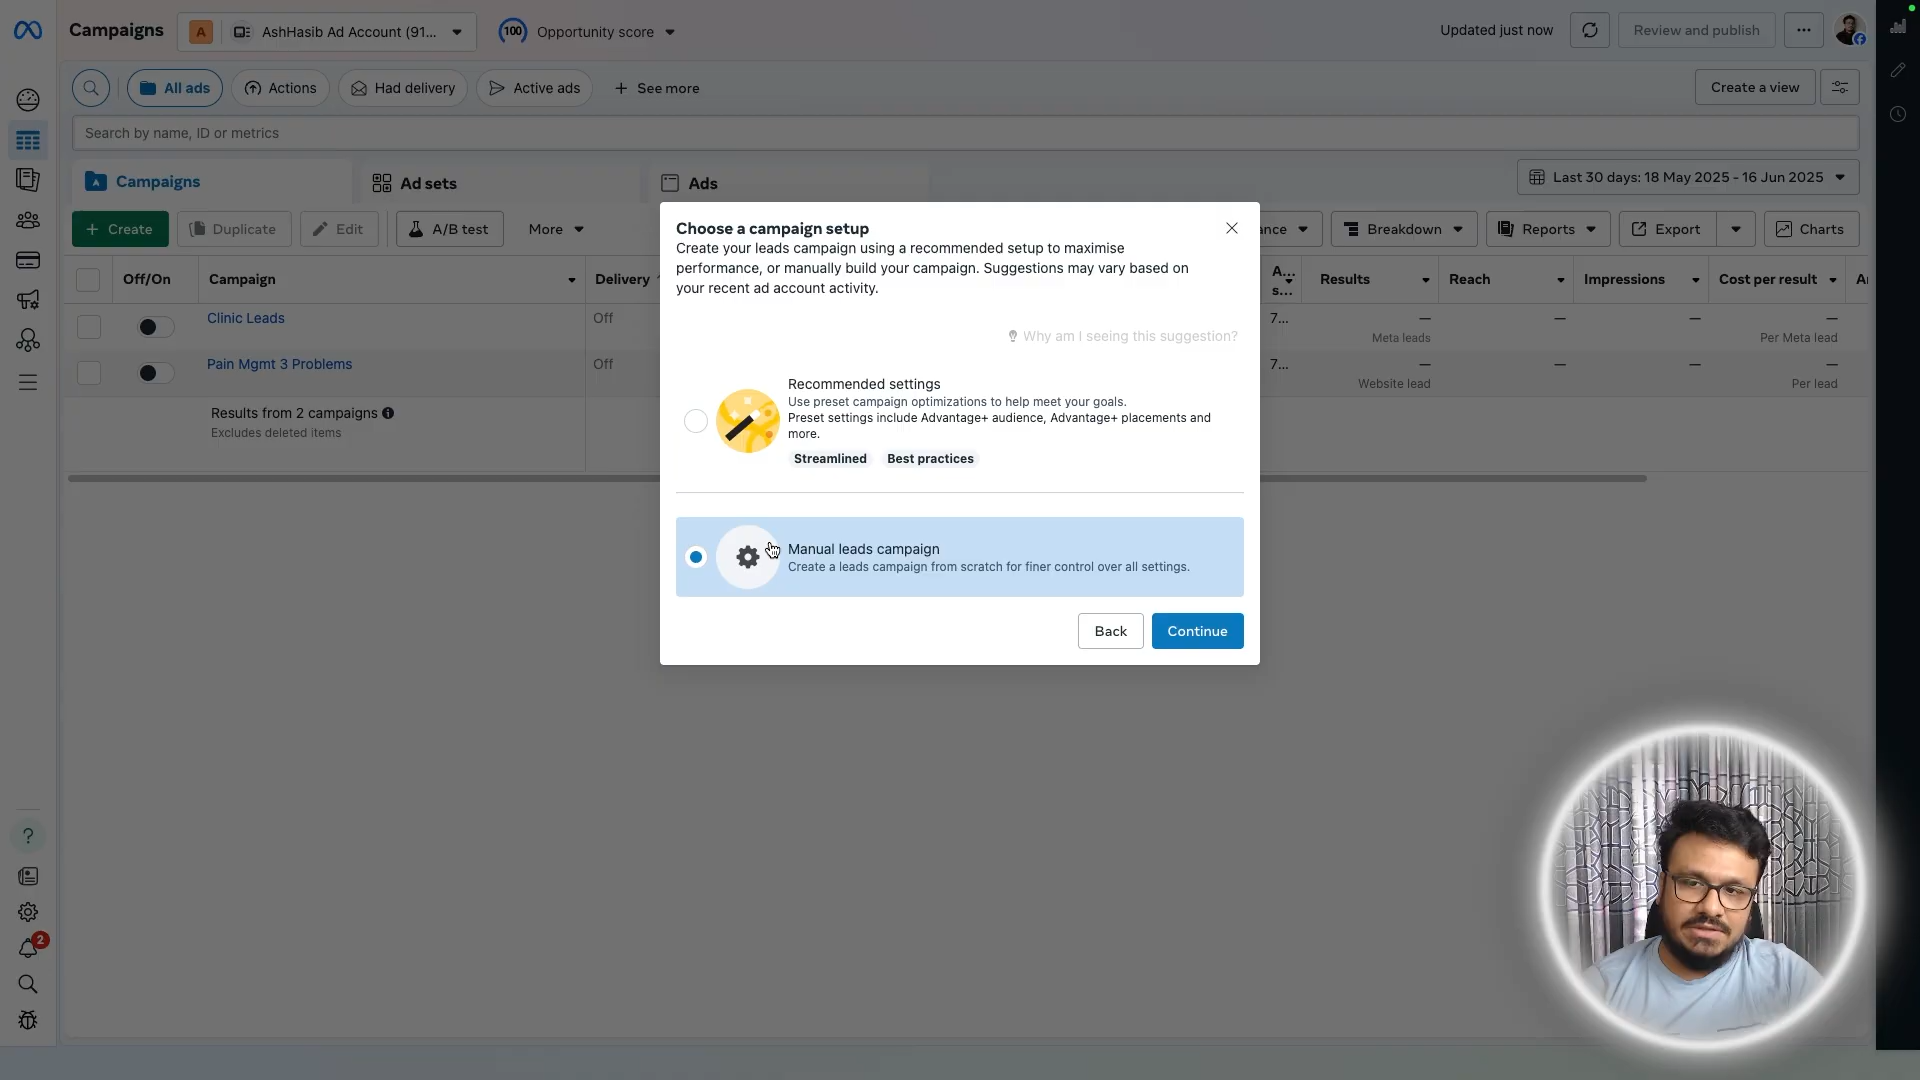 Campaigns
A
AshHasib Ad Account (91...
100
Opportunity score
Updated just now
Review and publish
All ads
Actions
Had delivery
Active ads
+ See more
Create a view
Search by name, ID or metrics
Campaigns
Ad sets
Ads
Last 30 days: 18 May 2025 - 16 Jun 2025
+ Create
Duplicate
Edit
A/B test
More
Breakdown
Reports
Export
Charts
Off/On
Campaign
Delivery
A...
s...
Results
Reach
Impressions
Cost per result
Clinic Leads
Off
7...
—
—
—
—
Meta leads
Per Meta lead
Pain Mgmt 3 Problems
Off
7...
—
—
—
—
Website lead
Per lead
Results from 2 campaigns
Excludes deleted items
Choose a campaign setup
Create your leads campaign using a recommended setup to maximise
performance, or manually build your campaign. Suggestions may vary based on
your recent ad account activity.
Why am I seeing this suggestion?
Recommended settings
Use preset campaign optimizations to help meet your goals.
Preset settings include Advantage+ audience, Advantage+ placements and
more.
Streamlined
Best practices
Manual leads campaign
Create a leads campaign from scratch for finer control over all settings.
Back
Continue
?
2